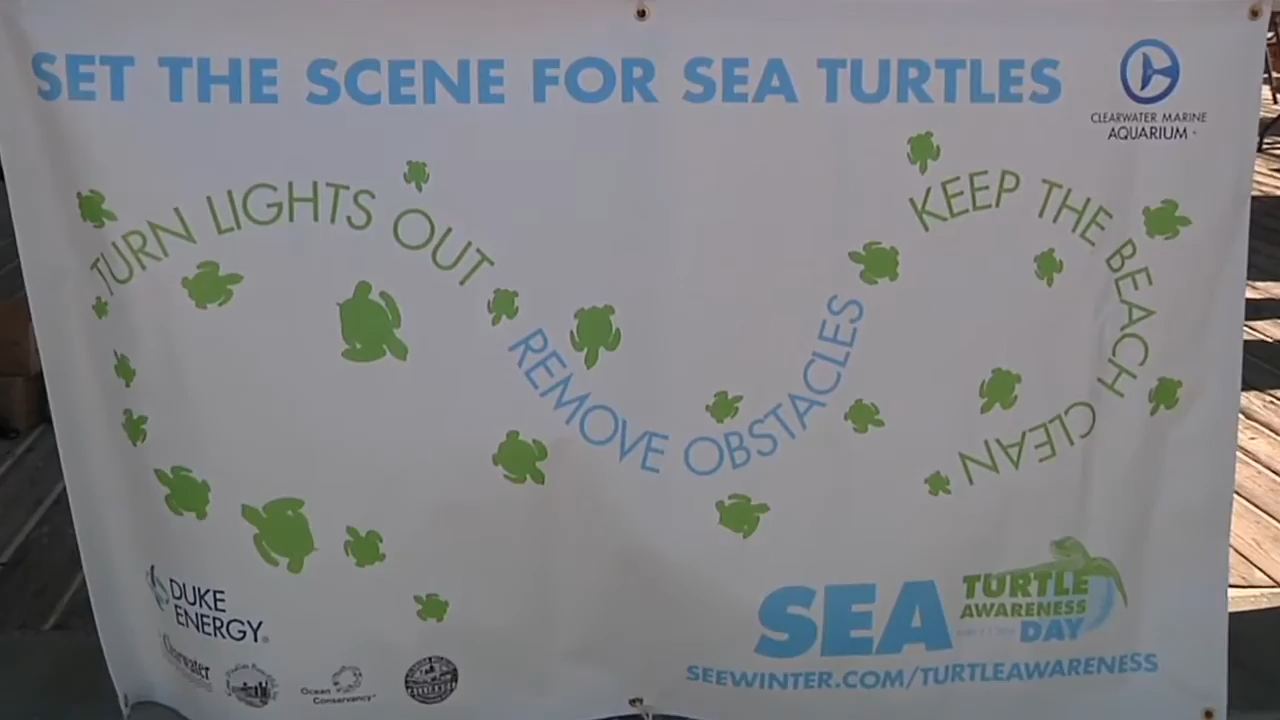 SET THE SCENE FOR SEA TURTLES
CLEARWATER MARINE
AQUARIUM
TURN LIGHTS OUT
REMOVE OBSTACLES
KEEP THE BEACH CLEAN
DUKE
ENERGY®
Clearwater
Ocean
Conservancy
SEA
TURTLE
AWARENESS
DAY
SEEWINTER.COM/TURTLEAWARENESS